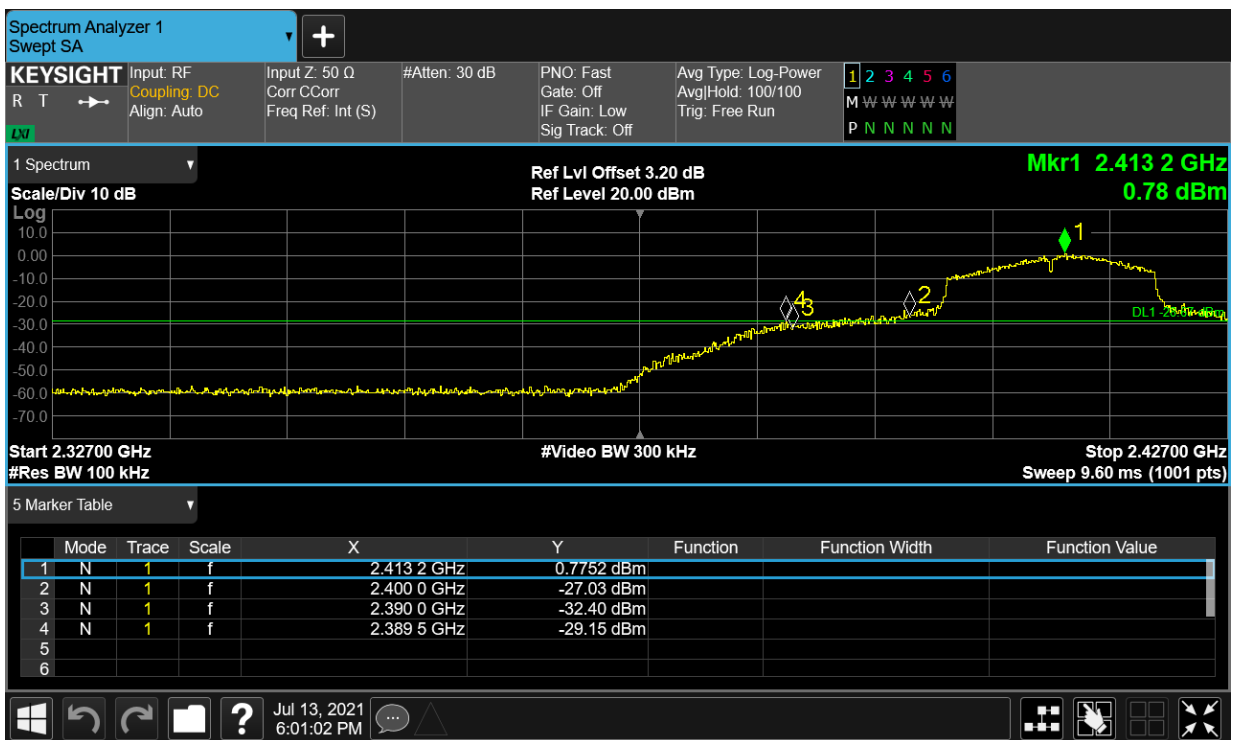 Spectrum Analyzer 1
Swept SA
KEYSIGHT Input: RF Input Z: 50 Ω #Atten: 30 dB PNO: Fast Avg Type: Log-Power 1 2 3 4 5 6
R T Coupling: DC Corr CCorr Gate: Off Avg|Hold: 100/100 M W W W W W
Align: Auto Freq Ref: Int (S) IF Gain: Low Trig: Free Run
LXI Sig Track: Off P N N N N N
1 Spectrum Ref Lvl Offset 3.20 dB Mkr1 2.413 2 GHz
Scale/Div 10 dB Ref Level 20.00 dBm 0.78 dBm
Log
10.0
0.00
-10.0
-20.0
-30.0
-40.0
-50.0
-60.0
-70.0
1
2
4
3
DL1
Start 2.32700 GHz #Video BW 300 kHz Stop 2.42700 GHz
#Res BW 100 kHz Sweep 9.60 ms (1001 pts)
5 Marker Table
Mode Trace Scale X Y Function Function Width Function Value
1 N 1 f 2.413 2 GHz 0.7752 dBm
2 N 1 f 2.400 0 GHz -27.03 dBm
3 N 1 f 2.390 0 GHz -32.40 dBm
4 N 1 f 2.389 5 GHz -29.15 dBm
5
6
? Jul 13, 2021
6:01:02 PM